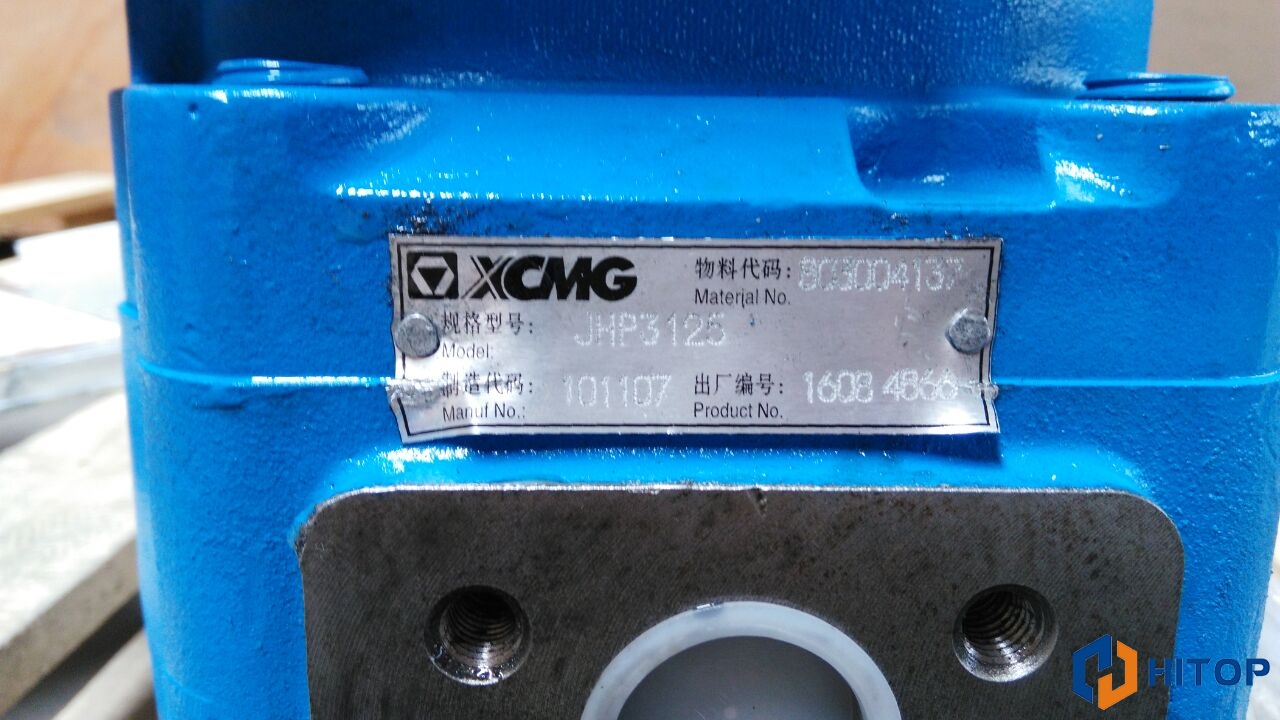 XCMG 物料代码: 803004137
Material No.
规格型号: JHP3125
Model:
制造代码: 101107 出厂编号: 1608 4866
Manuf No.: Product No.
HITOP